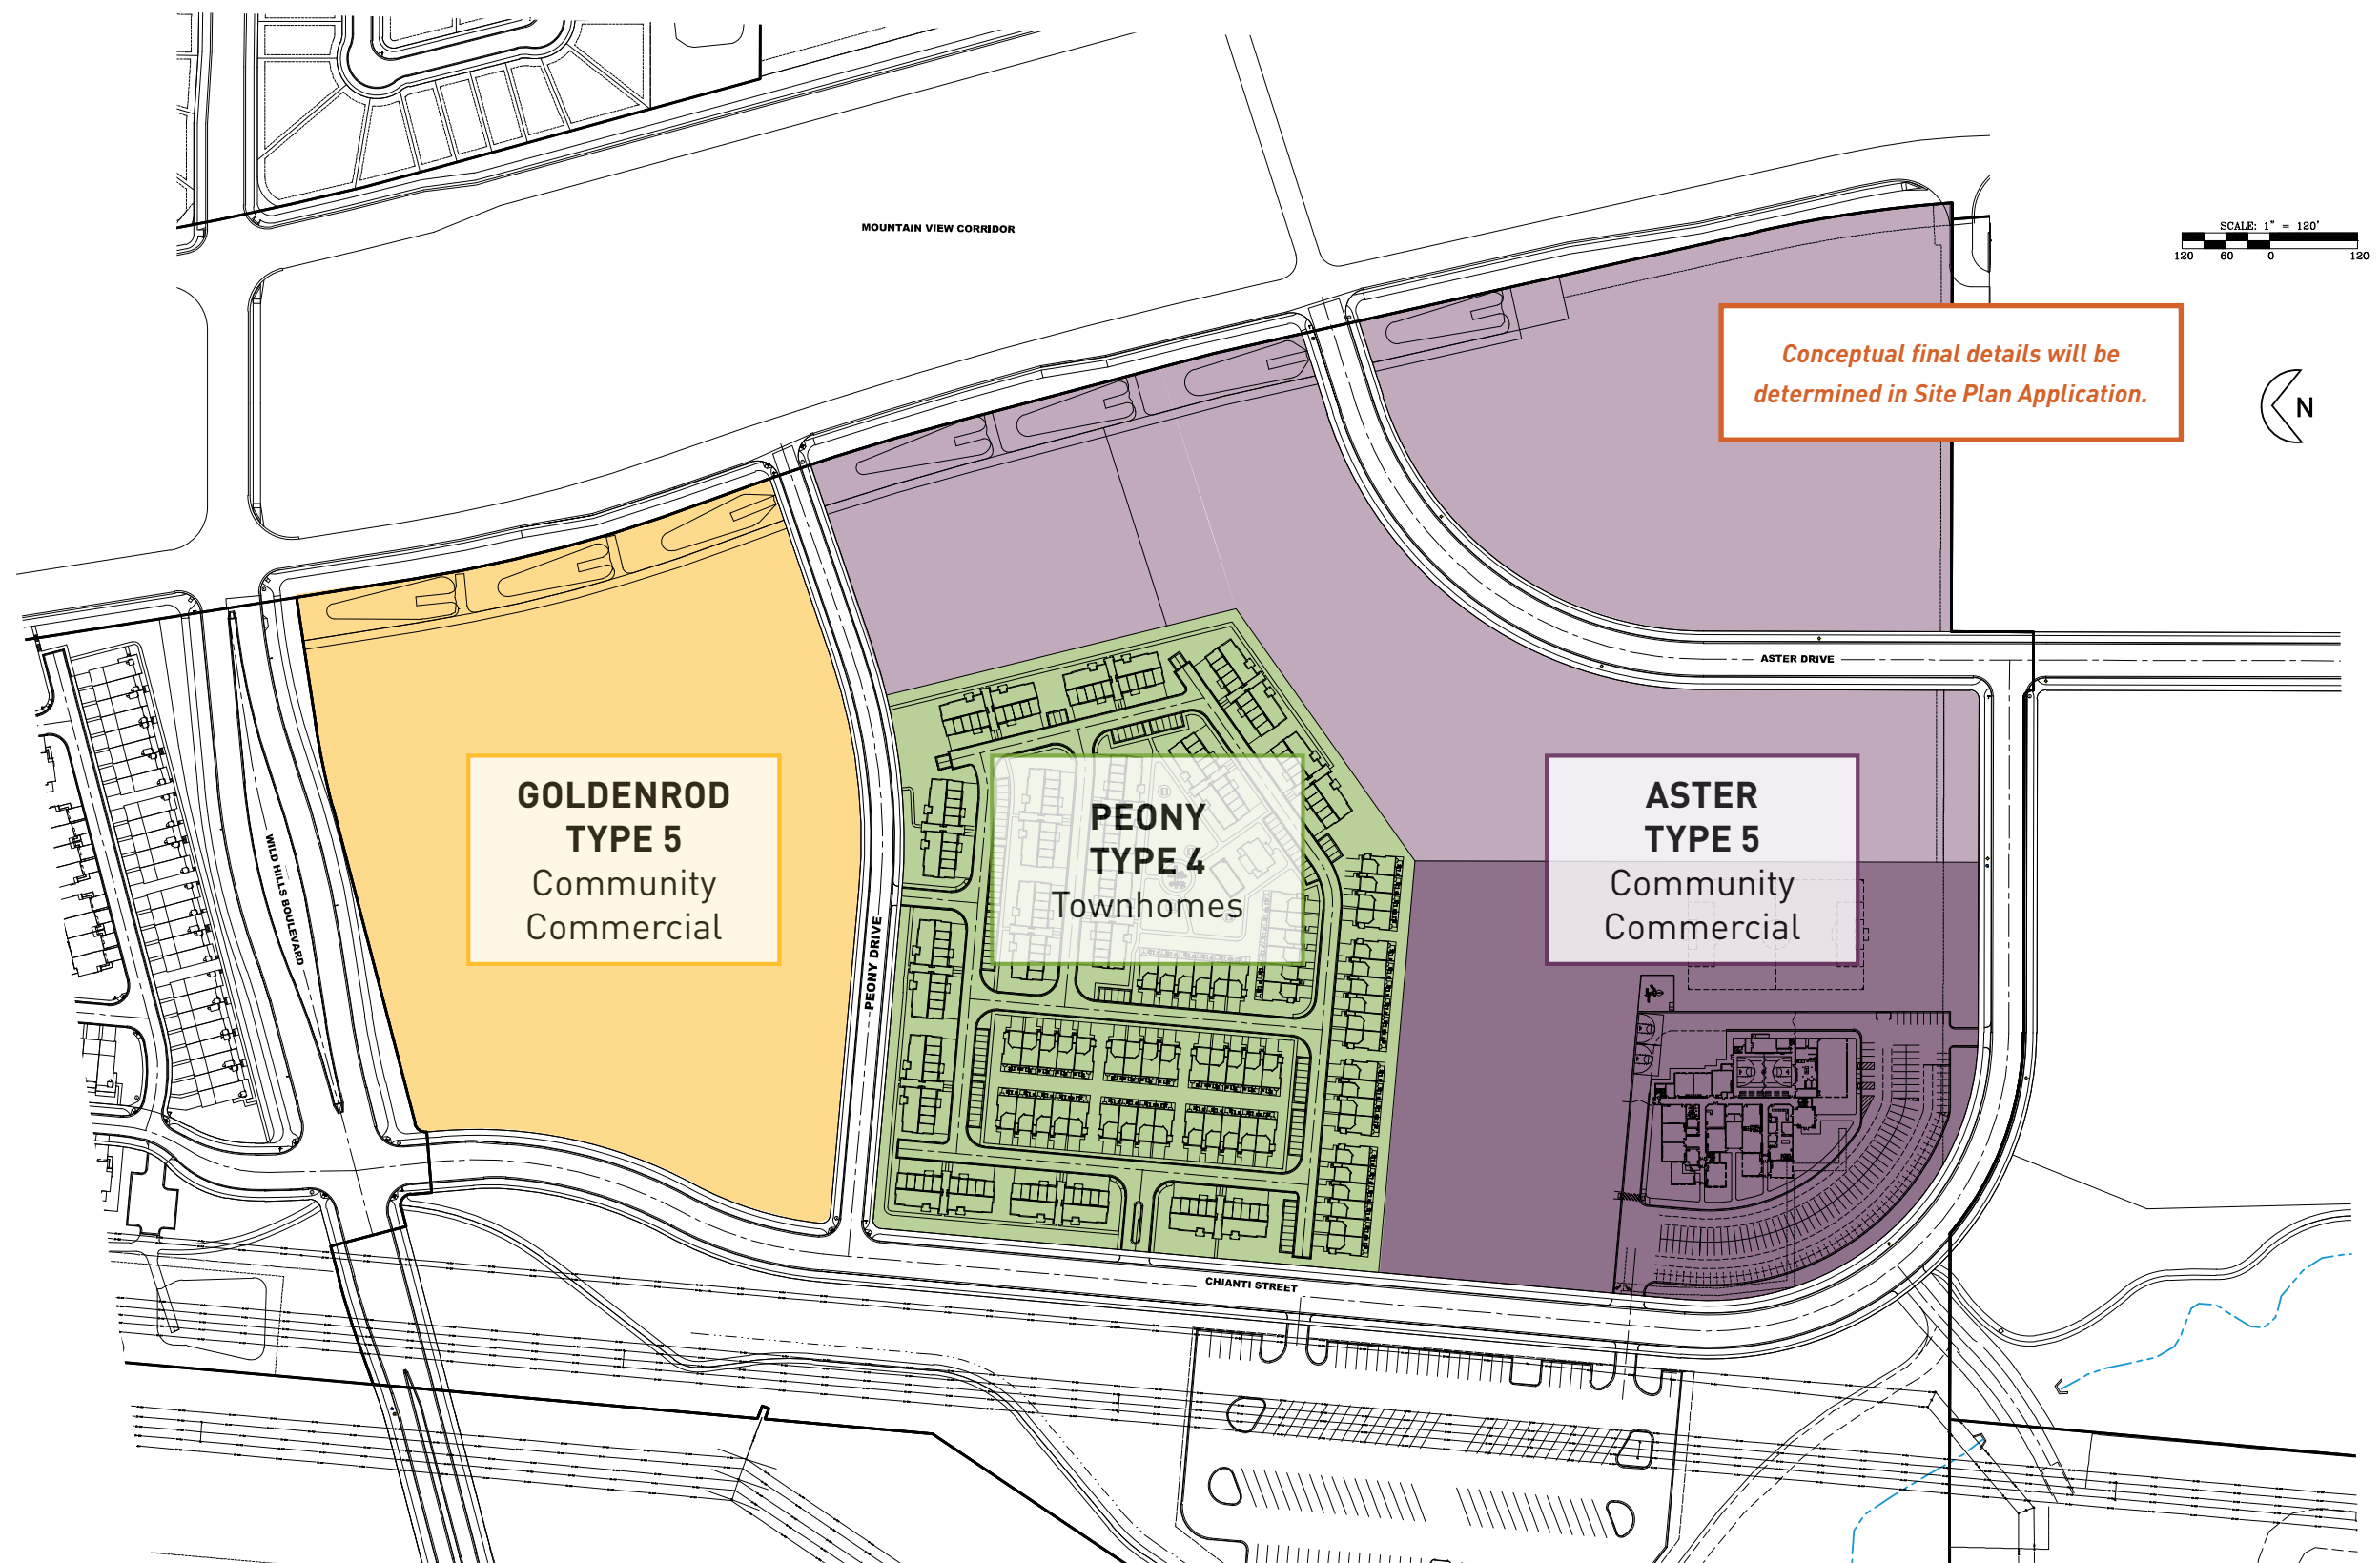 MOUNTAIN VIEW CORRIDOR
SCALE: 1" = 120'
120 60 0 120
Conceptual final details will be
determined in Site Plan Application.
N
ASTER DRIVE
GOLDENROD
TYPE 5
Community
Commercial
PEONY
TYPE 4
Townhomes
ASTER
TYPE 5
Community
Commercial
WILD HILLS BOULEVARD
PEONY DRIVE
CHIANTI STREET